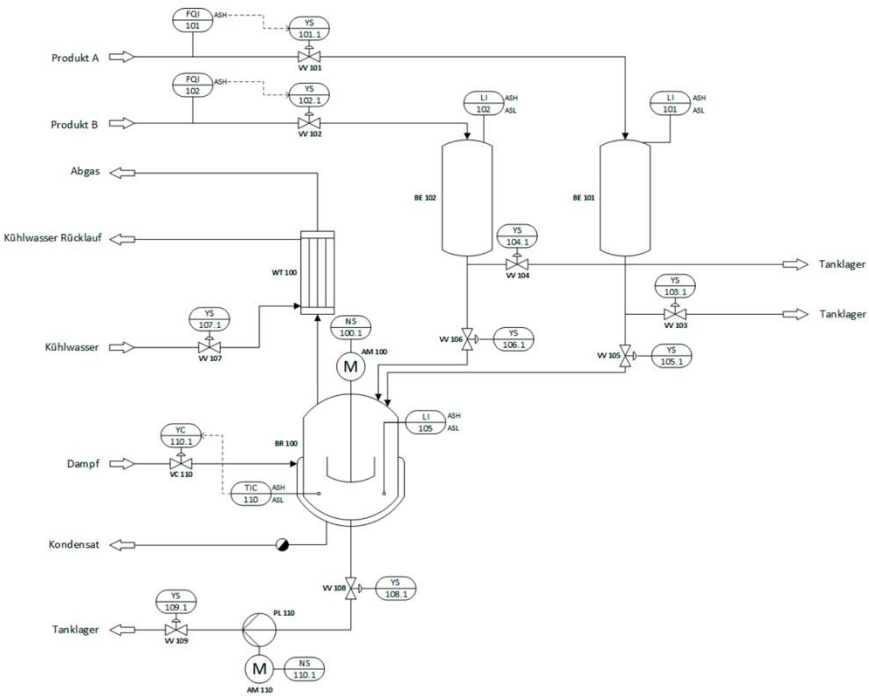 FQI
101
ASH
YS
101.1
Produkt A
VV 101
FQI
102
ASH
YS
102.1
Produkt B
VV 102
LI
102
ASH
ASL
LI
101
ASH
ASL
Abgas
BE 102
BE 101
Kühlwasser Rücklauf
WT 100
YS
104.1
VV 104
Tanklager
YS
103.1
VV 103
Tanklager
YS
107.1
Kühlwasser
VV 107
NS
100.1
AM 100
M
VV 106
YS
106.1
VV 105
YS
105.1
BR 100
LI
105
ASH
ASL
YC
110.1
Dampf
VC 110
TIC
110
ASH
ASL
Kondensat
VV 108
YS
108.1
YS
109.1
Tanklager
VV 109
PL 110
M
NS
110.1
AM 110